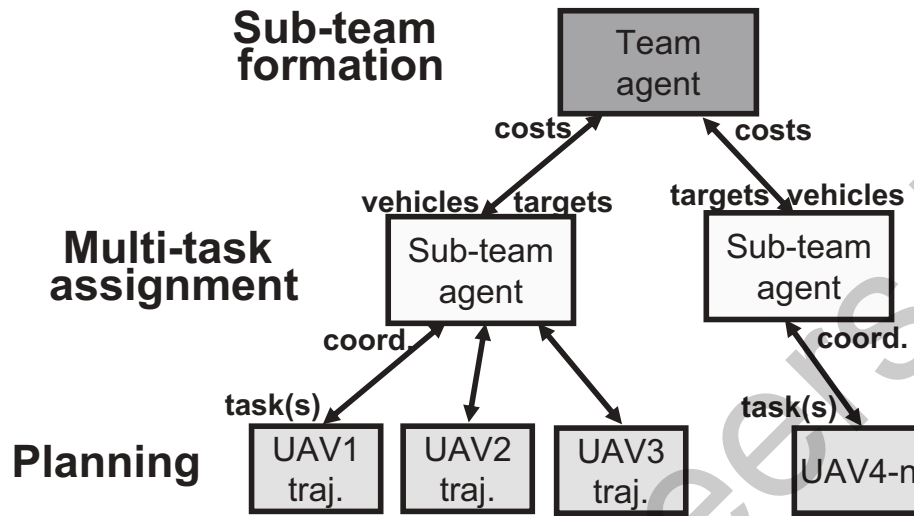 Sub-team
formation
Team
agent
costs
costs
vehicles targets
targets vehicles
Multi-task
assignment
Sub-team
agent
Sub-team
agent
coord.
coord.
task(s)
task(s)
Planning
UAV1
traj.
UAV2
traj.
UAV3
traj.
UAV4-n
eers